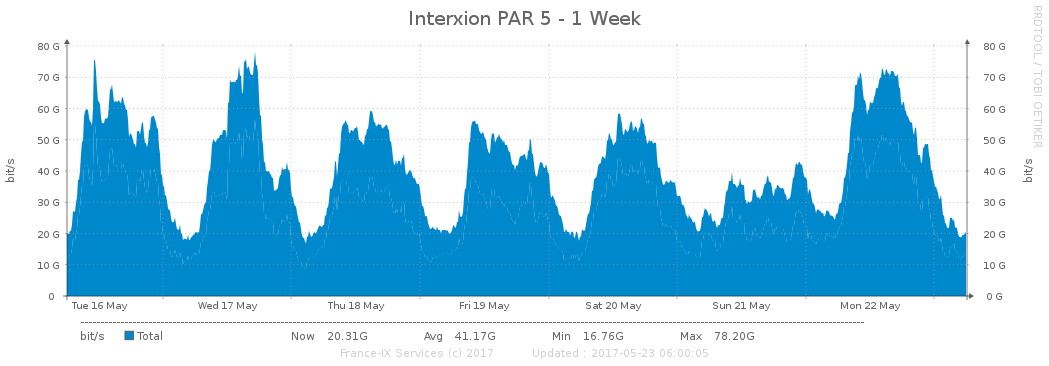 Interxion PAR 5 - 1 Week
RRDTOOL / TOBI OETIKER
bit/s
bit/s
80 G 80 G
70 G 70 G
60 G 60 G
50 G 50 G
40 G 40 G
30 G 30 G
20 G 20 G
10 G 10 G
0 0 G
Tue 16 May Wed 17 May Thu 18 May Fri 19 May Sat 20 May Sun 21 May Mon 22 May
bit/s Total Now 20.31G Avg 41.17G Min 16.76G Max 78.20G
France-IX Services (c) 2017 Updated : 2017-05-23 06:00:05